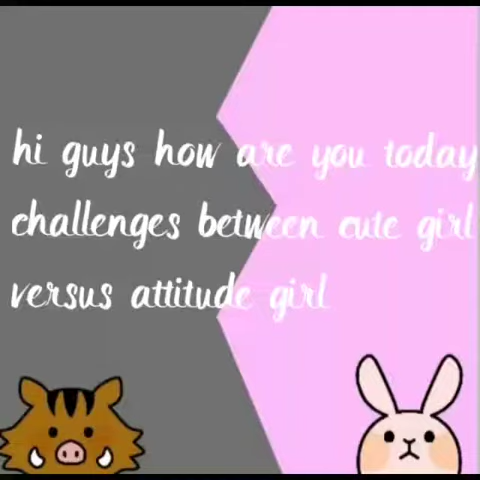 hi guys how are you today
challenges between cute girl
versus attitude girl